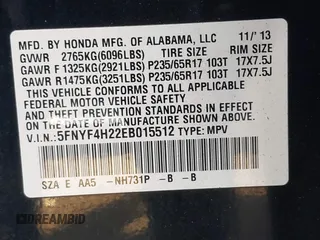 MFD. BY HONDA MFG. OF ALABAMA, LLC 11/'13
GVWR 2765KG(6096LBS) TIRE SIZE RIM SIZE
GAWR F 1325KG(2921LBS) P235/65R17 103T 17X7.5J
GAWR R 1475KG(3251LBS) P235/65R17 103T 17X7.5J
THIS VEHICLE CONFORMS TO ALL APPLICABLE
FEDERAL MOTOR VEHICLE SAFETY AND THEFT
PREVENTION STANDARDS IN EFFECT ON THE DATE
OF MANUFACTURE SHOWN ABOVE.
V.I.N.:5FNYF4H22EB015512 TYPE: MPV
SZA E AA5 -NH731P -B -B
DREAMBID